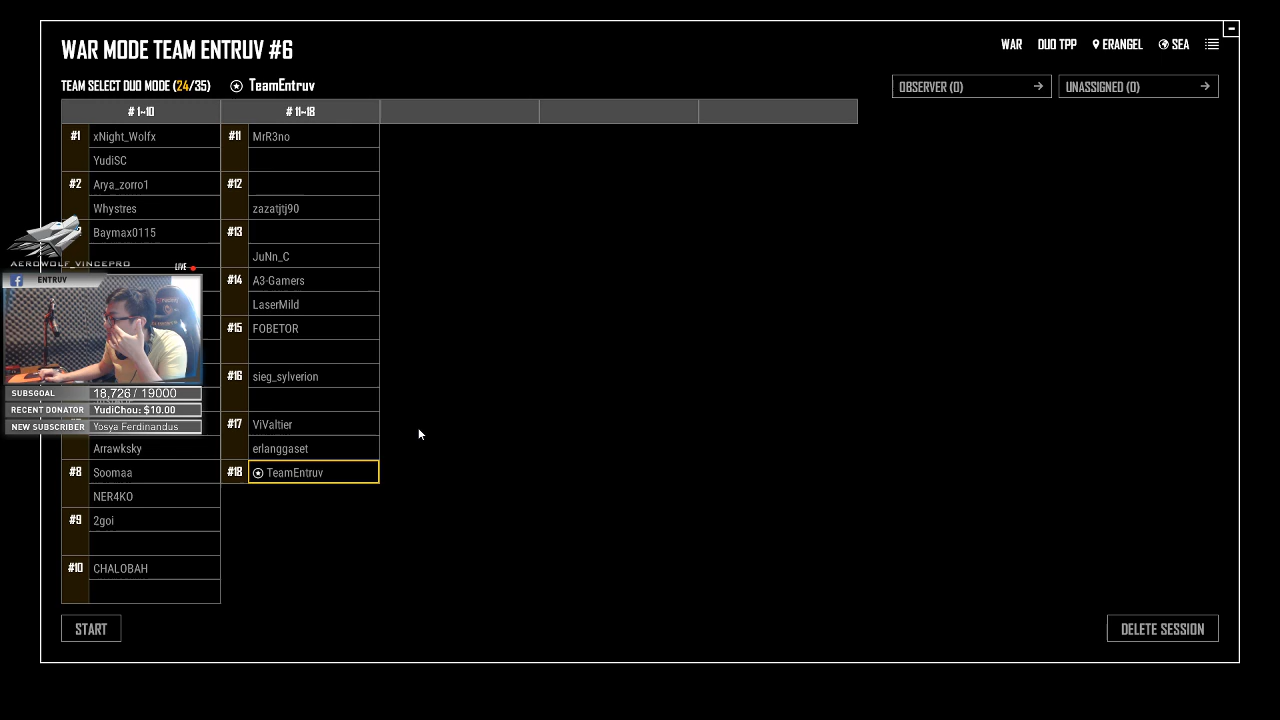 WAR MODE TEAM ENTRUV #6
WAR DUO TPP ERANGEL SEA
TEAM SELECT DUO MODE (24/35) TeamEntruv
OBSERVER (0) UNASSIGNED (0)
# 1~10 # 11~18
#1 xNight_Wolfx #11 MrR3no
YudiSC
#2 Arya_zorro1 #12
Whystres zazatjtj90
Baymax0115 #13
JuNn_C
AEROWOLF_VINCEPRO
LIVE
ENTRUV
#14 A3-Gamers
LaserMild
#15 FOBETOR
#16 sieg_sylverion
SUBSGOAL 18,726 / 19000
RECENT DONATOR YudiChou: $10.00
NEW SUBSCRIBER Yosya Ferdinandus
#17 ViValtier
Arrawksky erlanggaset
#8 Soomaa #18 TeamEntruv
NER4KO
#9 2goi
#10 CHALOBAH
START DELETE SESSION